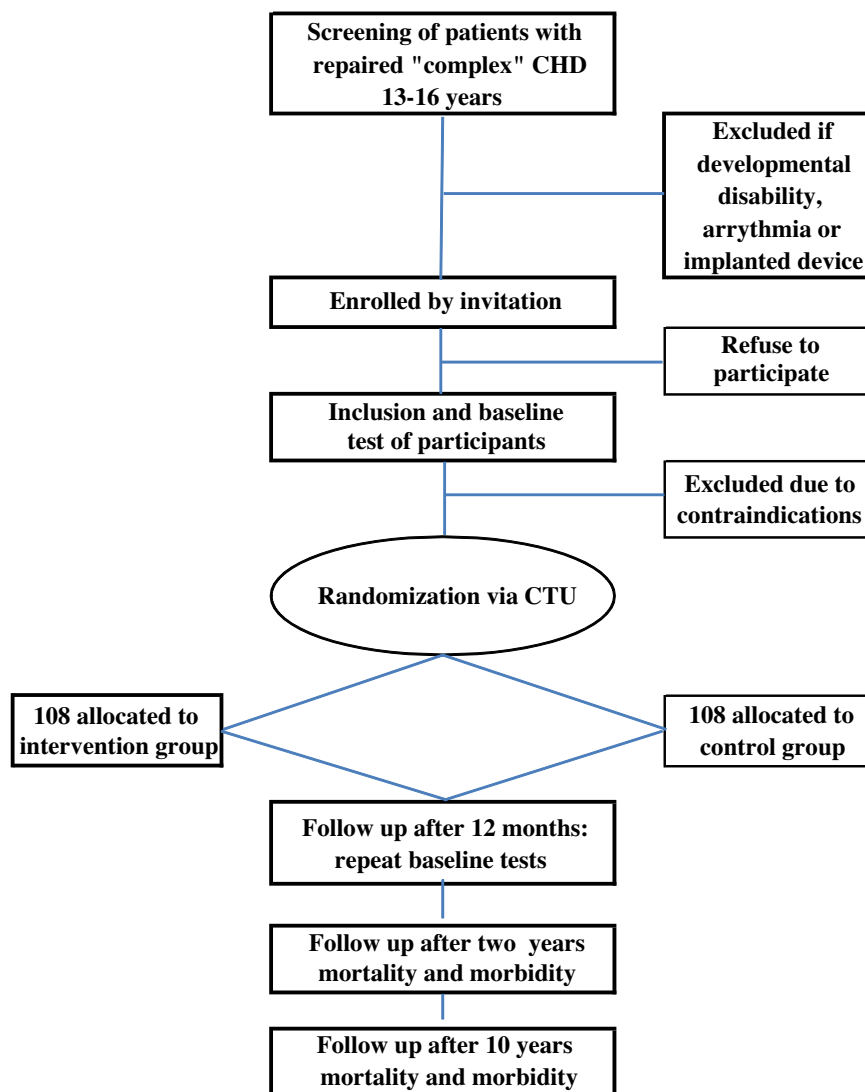 Screening of patients with
repaired "complex" CHD
13-16 years
Excluded if
developmental
disability,
arrythmia or
implanted device
Enrolled by invitation
Refuse to
participate
Inclusion and baseline
test of participants
Excluded due to
contraindications
Randomization via CTU
108 allocated to
intervention group
108 allocated to
control group
Follow up after 12 months:
repeat baseline tests
Follow up after two years
mortality and morbidity
Follow up after 10 years
mortality and morbidity